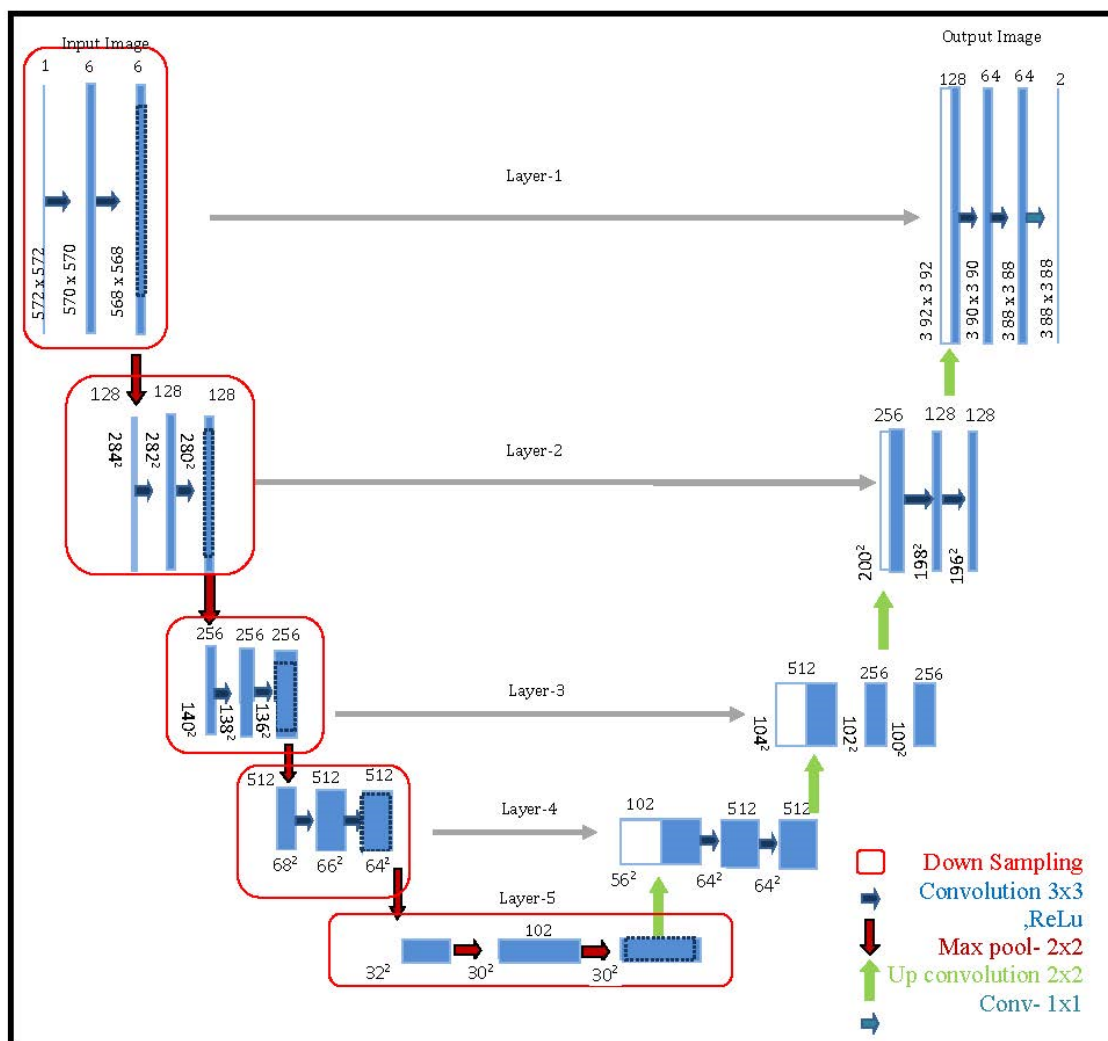 Input Image
Output Image
1 6 6
128 64 64 2
Layer-1
572 x 572
570 x 570
598 x 598
3 92 x 3 92
3 90 x 3 90
3 88 x 3 88
3 88 x 3 88
128 128 128
256 128 128
Layer-2
284²
282²
280²
200²
198²
196²
256 256 256
512 256 256
Layer-3
140²
138²
136²
104²
102²
100²
512 512 512
102 512 512
Layer-4
68² 66² 64²
56² 64² 64²
Layer-5
102
32² 30² 30²
Down Sampling
Convolution 3x3
,ReLu
Max pool- 2x2
Up convolution 2x2
Conv- 1x1